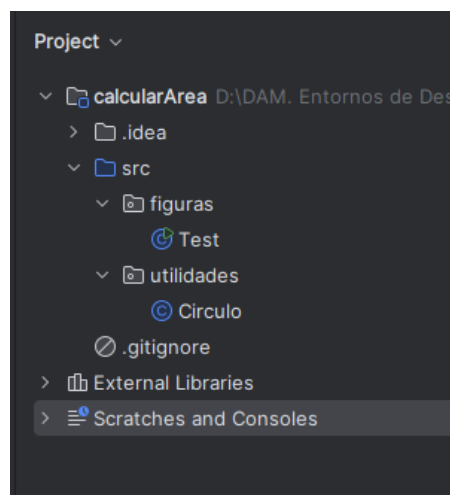 Project
calcularArea D:\DAM. Entornos de Des
.idea
src
figuras
Test
utilidades
Circulo
.gitignore
External Libraries
Scratches and Consoles